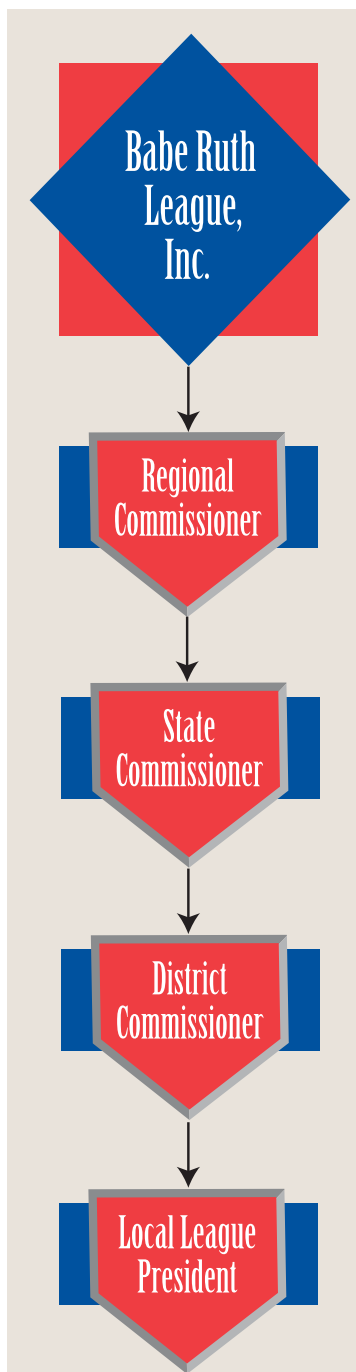 Babe Ruth
League,
Inc.
Regional
Commissioner
State
Commissioner
District
Commissioner
Local League
President